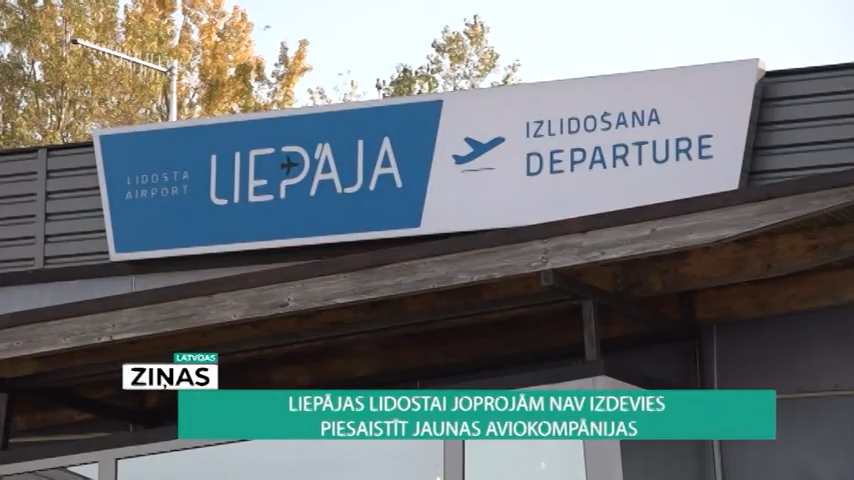 LIDOSTA
AIRPORT
LIEPĀJA
IZLIDOŠANA
DEPARTURE
LATVIJAS
ZIŅAS
LIEPĀJAS LIDOSTAI JOPROJĀM NAV IZDEVIES
PIESAISTĪT JAUNAS AVIOKOMPĀNIJAS